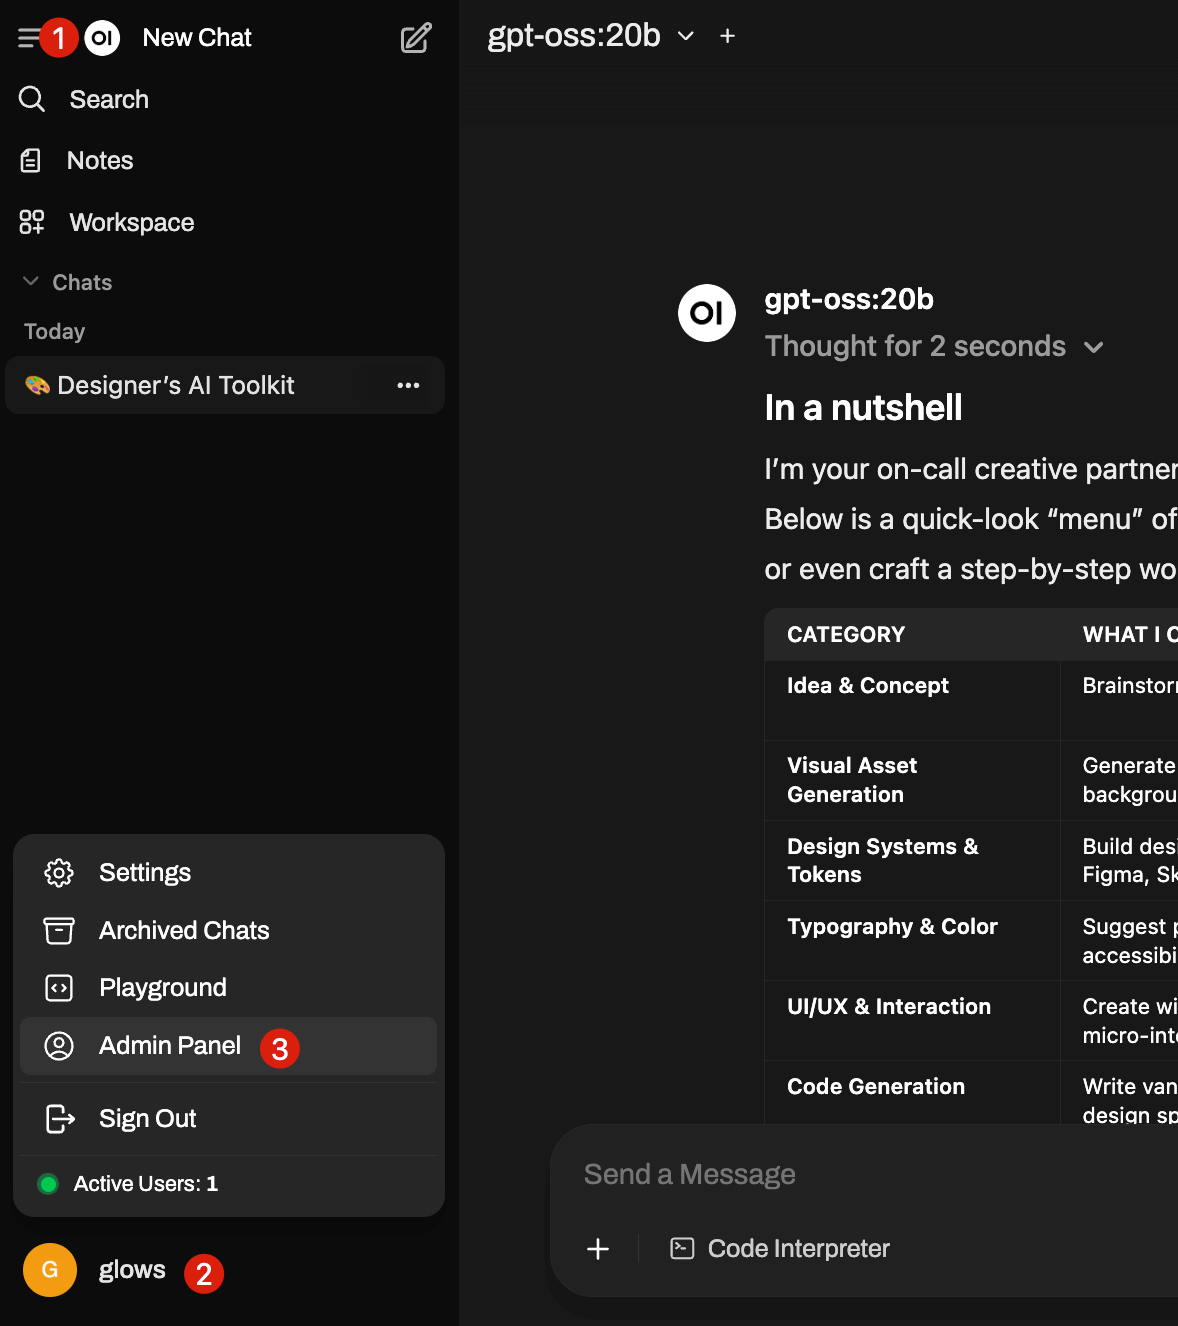 1
OI
New Chat
Search
Notes
Workspace
Chats
Today
Designer's AI Toolkit
Settings
Archived Chats
Playground
Admin Panel
3
Sign Out
Active Users: 1
G
glows
2
gpt-oss:20b
OI
gpt-oss:20b
Thought for 2 seconds
In a nutshell
I'm your on-call creative partner
Below is a quick-look “menu” of
or even craft a step-by-step wo
CATEGORY
WHAT I C
Idea & Concept
Brainstor
Visual Asset
Generation
Generate
backgrou
Design Systems &
Tokens
Build desi
Figma, Sk
Typography & Color
Suggest p
accessibi
UI/UX & Interaction
Create wi
micro-inte
Code Generation
Write van
design sp
Send a Message
Code Interpreter